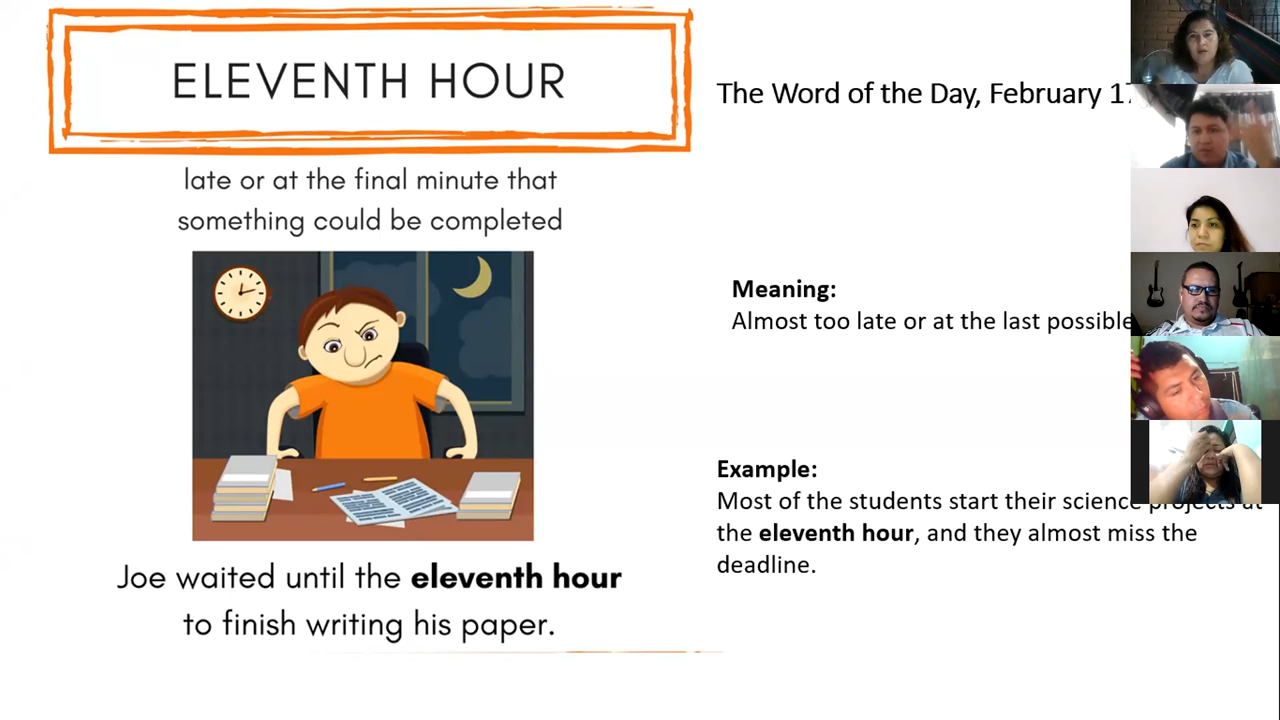 ELEVENTH HOUR
late or at the final minute that
something could be completed
Joe waited until the eleventh hour
to finish writing his paper.
The Word of the Day, February 17
Meaning:
Almost too late or at the last possible
Example:
Most of the students start their science projects at
the eleventh hour, and they almost miss the
deadline.